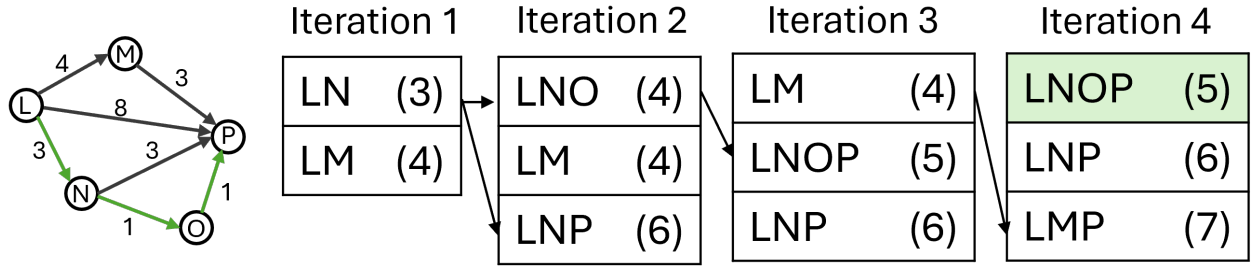 Iteration 1
Iteration 2
Iteration 3
Iteration 4
4
M
3
L
8
P
3
3
N
1
1
O
LN (3)
LM (4)
LNO (4)
LM (4)
LNP (6)
LM (4)
LNOP (5)
LNP (6)
LNOP (5)
LNP (6)
LMP (7)